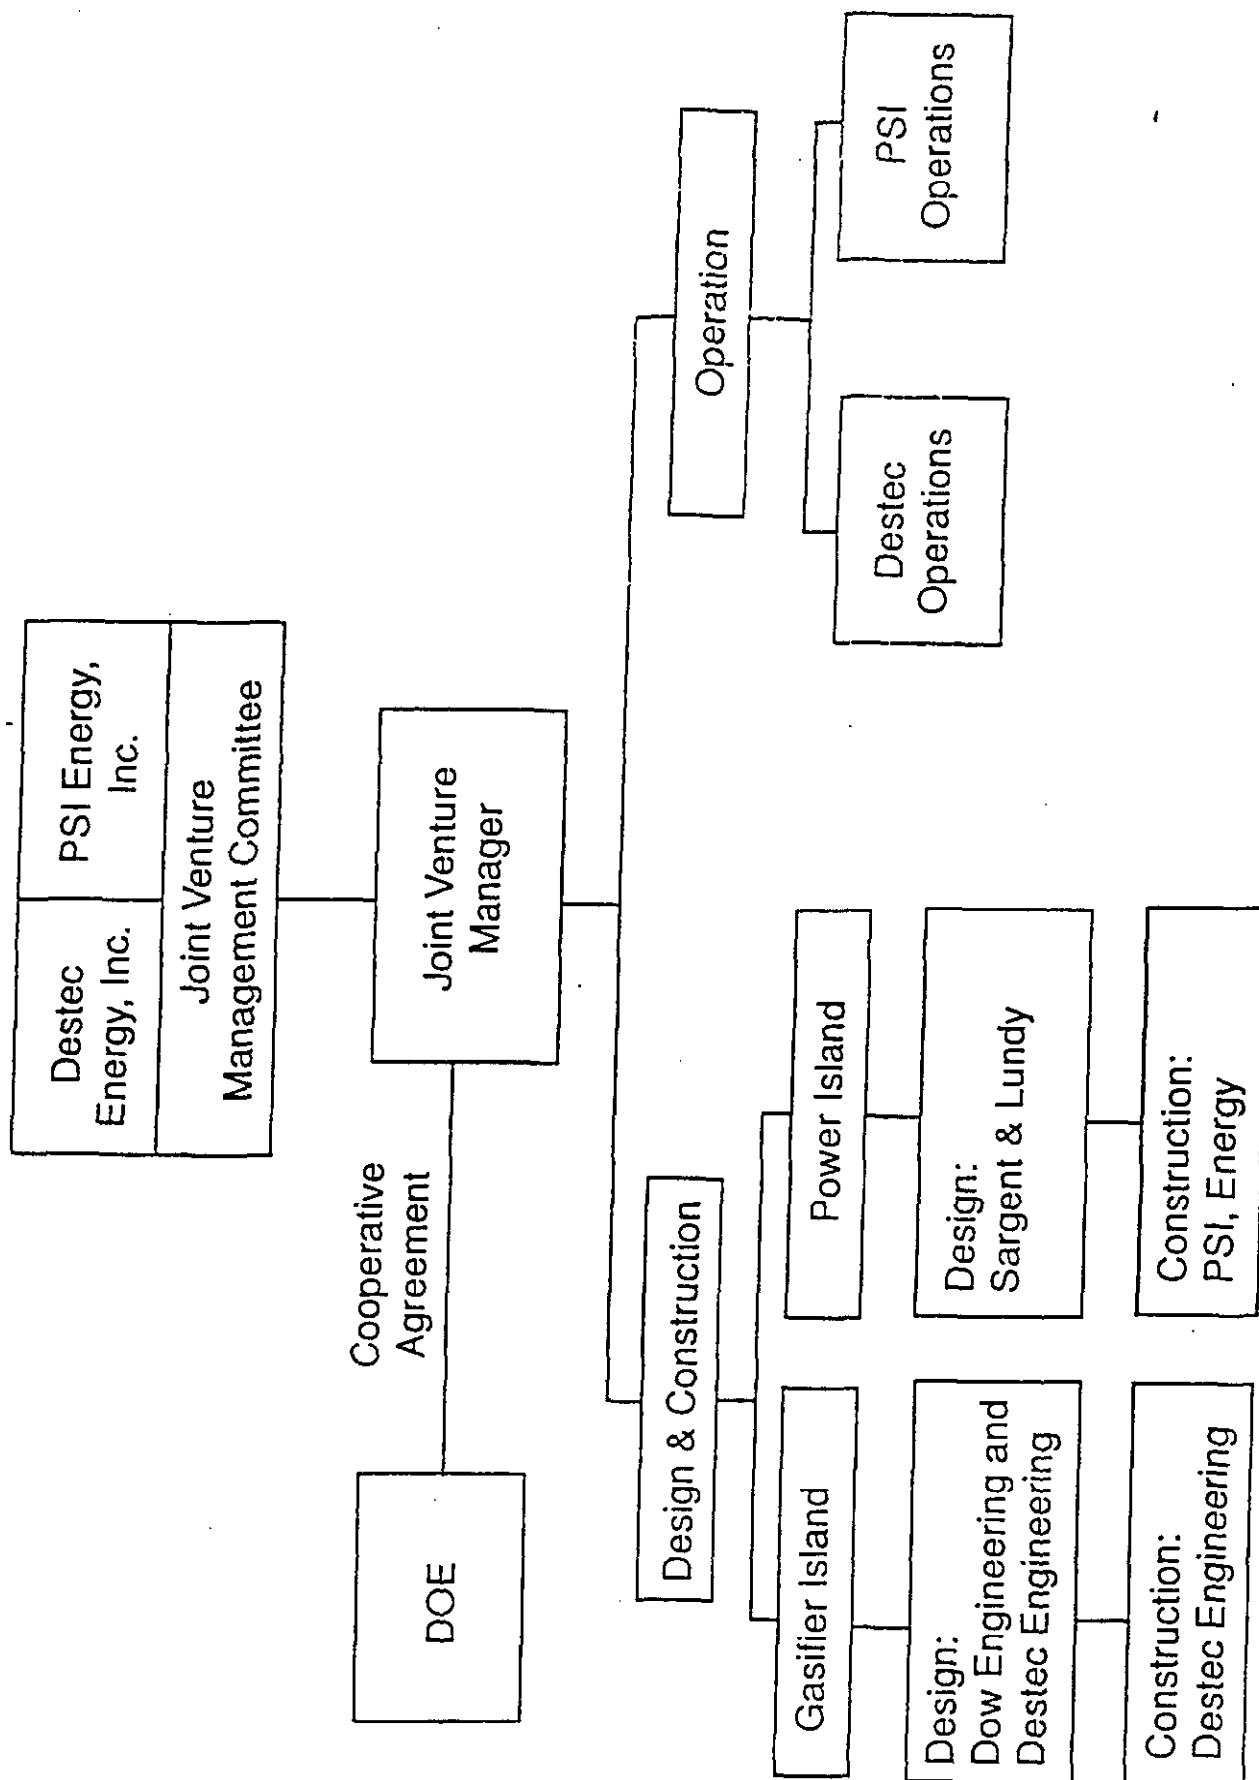 Destec
Energy, Inc.
PSI Energy,
Inc.
Joint Venture
Management Committee
DOE
Cooperative
Agreement
Joint Venture
Manager
Design & Construction
Operation
Gasifier Island
Power Island
Destec
Operations
PSI
Operations
Design:
Dow Engineering and
Destec Engineering
Design:
Sargent & Lundy
Construction:
Destec Engineering
Construction:
PSI, Energy